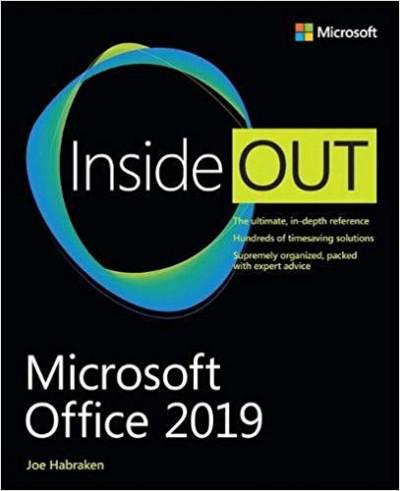 Microsoft
Inside OUT
The ultimate, in-depth reference
Hundreds of timesaving solutions
Supremely organized, packed
with expert advice
Microsoft
Office 2019
Joe Habraken